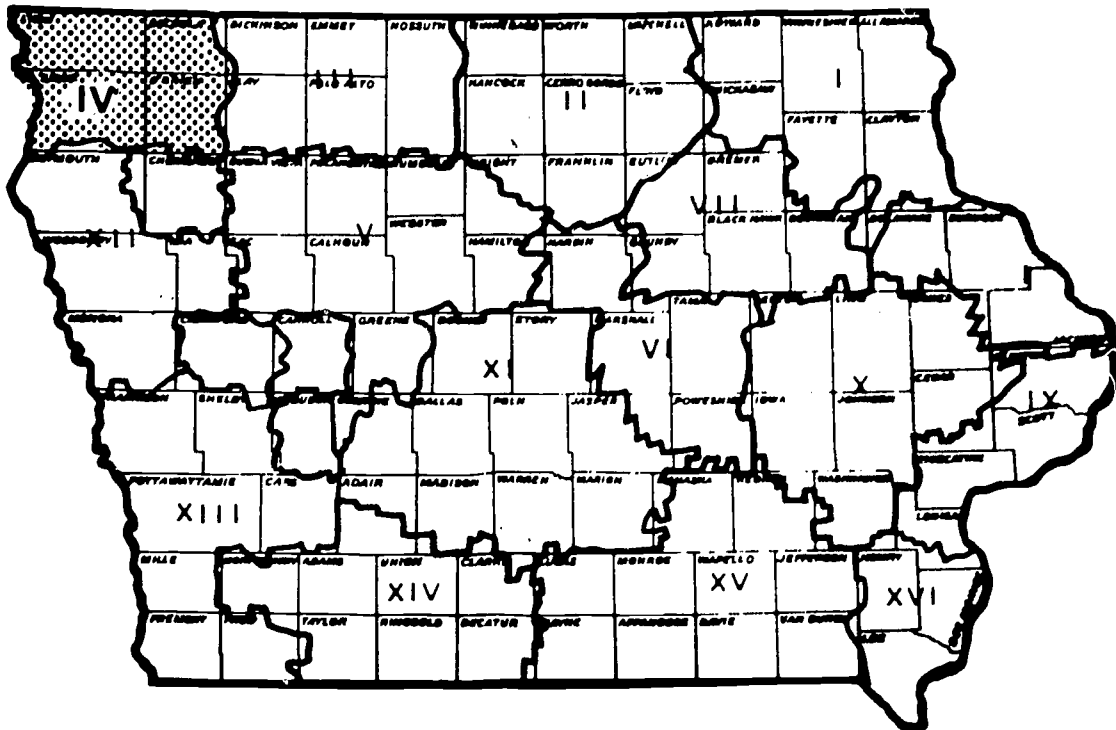 DICKINSON EMMET KOSSUTH WORTH MITCHELL HOWARD
CLAY PALO ALTO HANCOCK CERRO GORDO FLOYD CHICKASAW
IV III II I
FAYETTE CLAYTON
PLYMOUTH WRIGHT FRANKLIN BUTLER BREMER
VII
WEBSTER BLACK HAWK
XII SAC CALHOUN V HAMILTON HARDIN GRUNDY
MONONA CARROLL GREENE BOONE STORY MARSHALL TAMA
VI
XI X CEDAR
HARRISON SHELBY DALLAS POLK JASPER POWESHIEK IOWA JOHNSON IX
SCOTT
MUSCATINE
POTTAWATTAMIE CASS ADAIR MADISON WARREN MARION
XIII LOUISA
MILLS ADAMS UNION CLARKE MONROE WAPELLO JEFFERSON HENRY
XIV XV XVI
FREMONT PAGE TAYLOR RINGGOLD DECATUR WAYNE APPANOOSE DAVIS VAN BUREN LEE